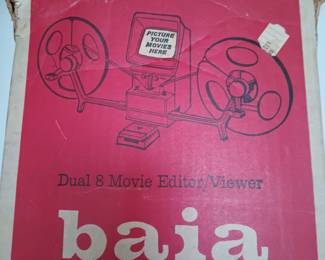 PICTURE
YOUR
MOVIES
HERE
Dual 8 Movie Editor/Viewer
baia